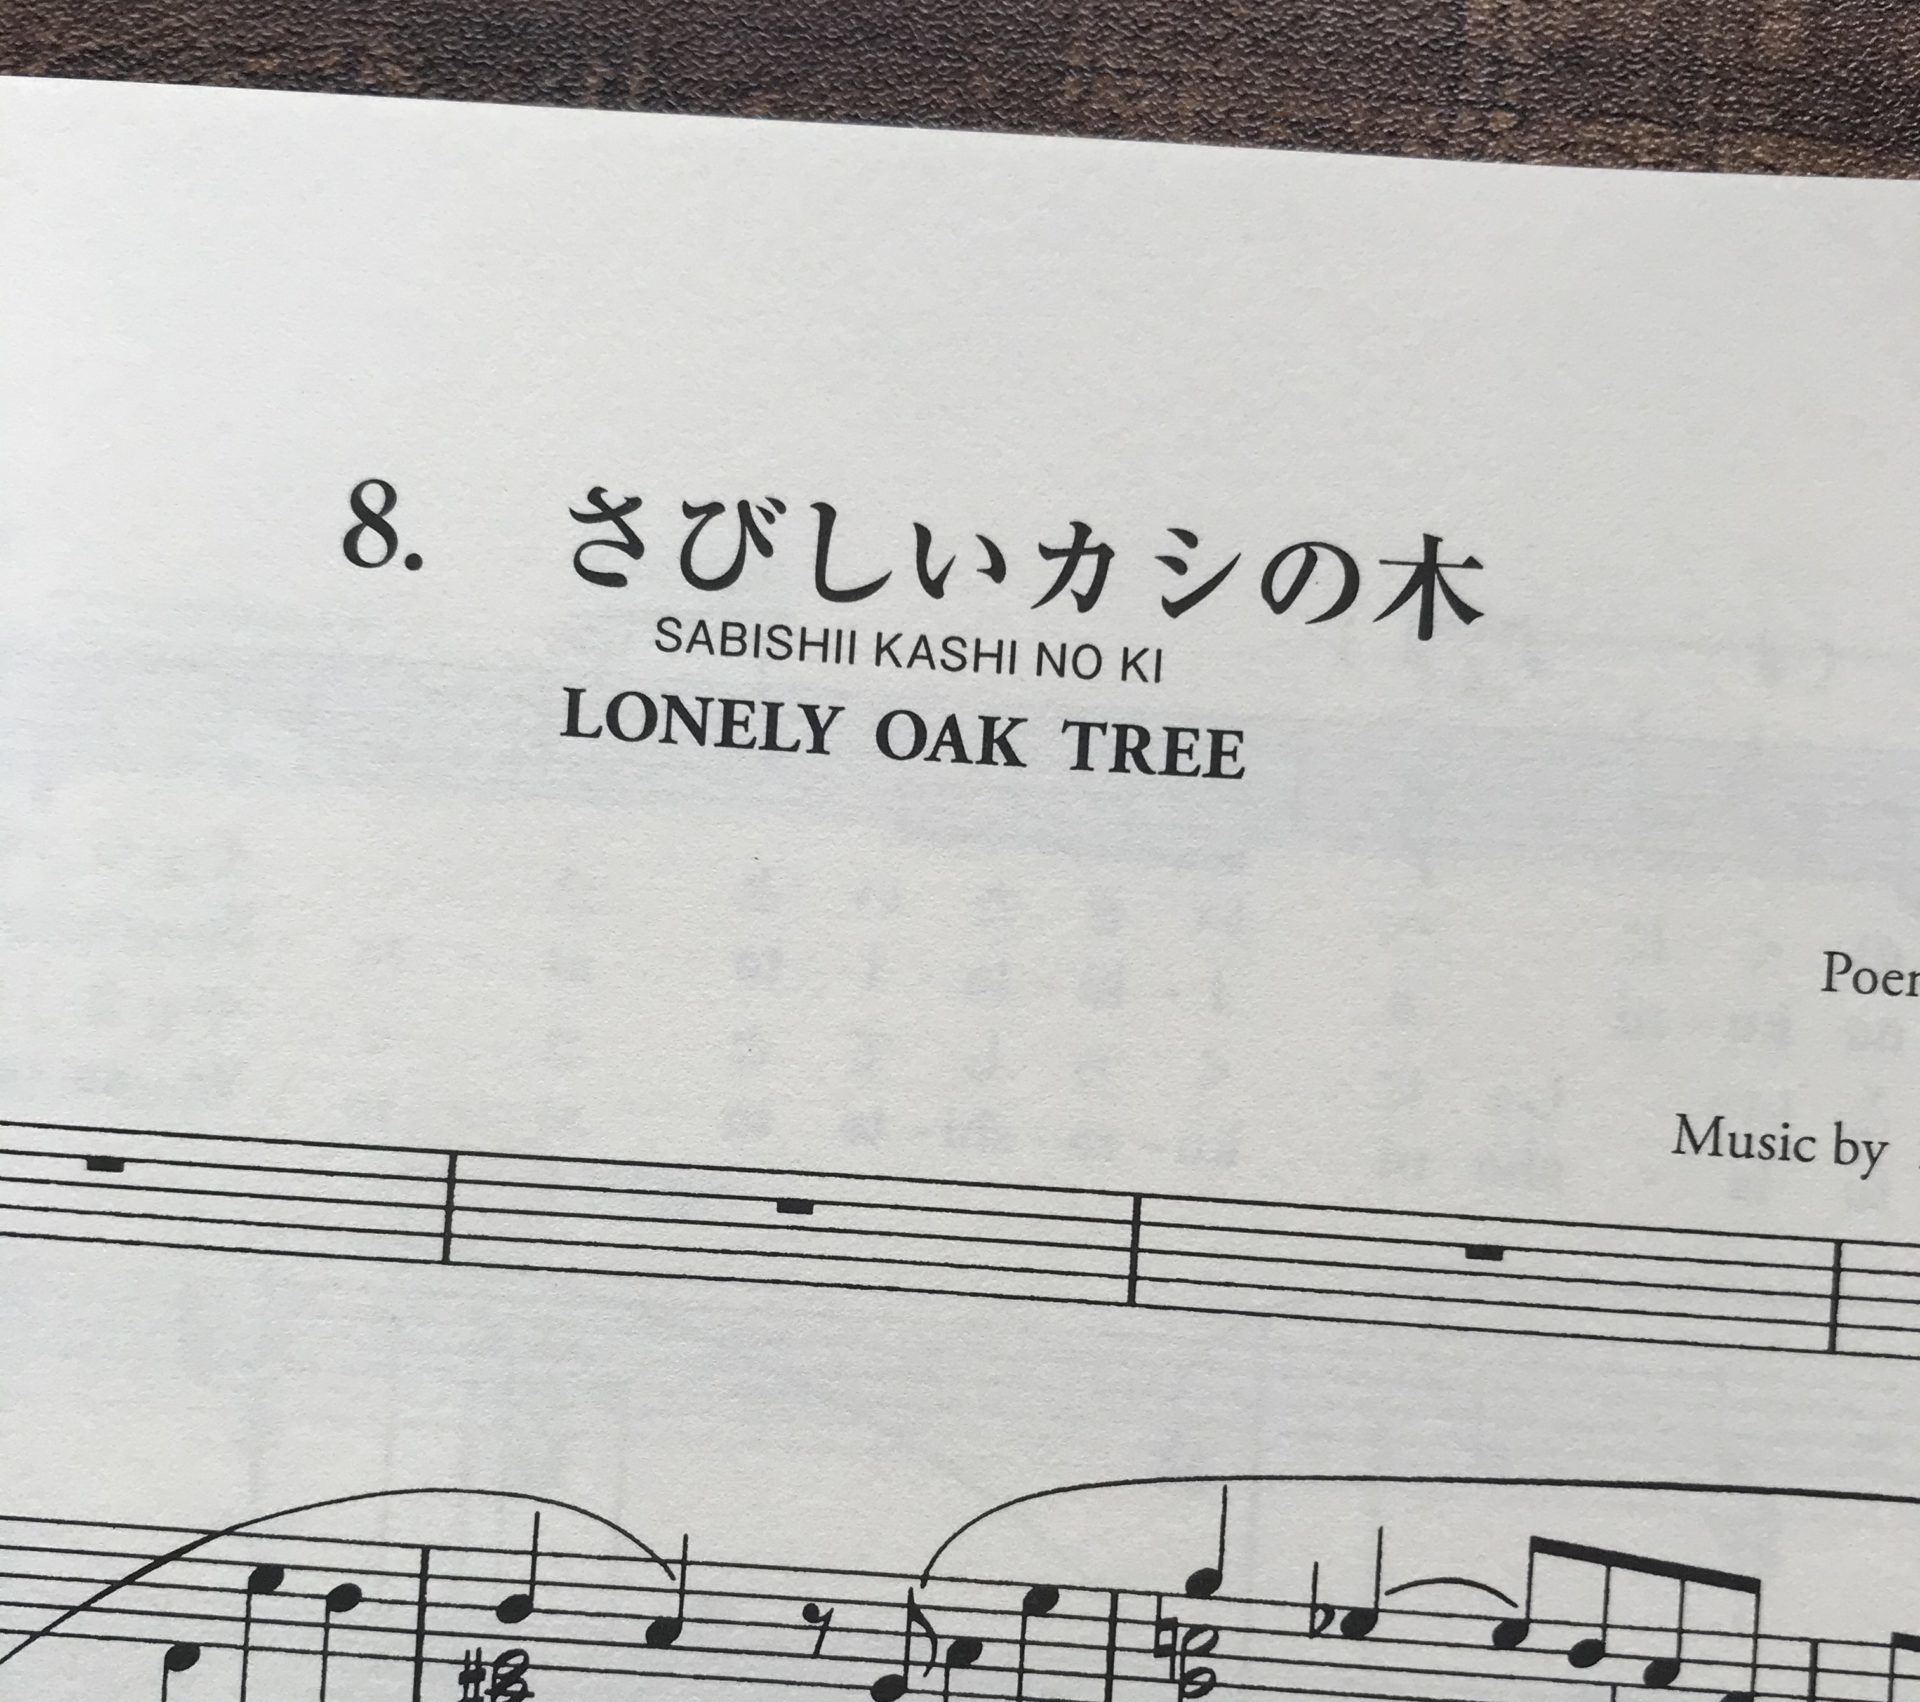 8. さびしいカシの木
SABISHII KASHI NO KI
LONELY OAK TREE
Music by